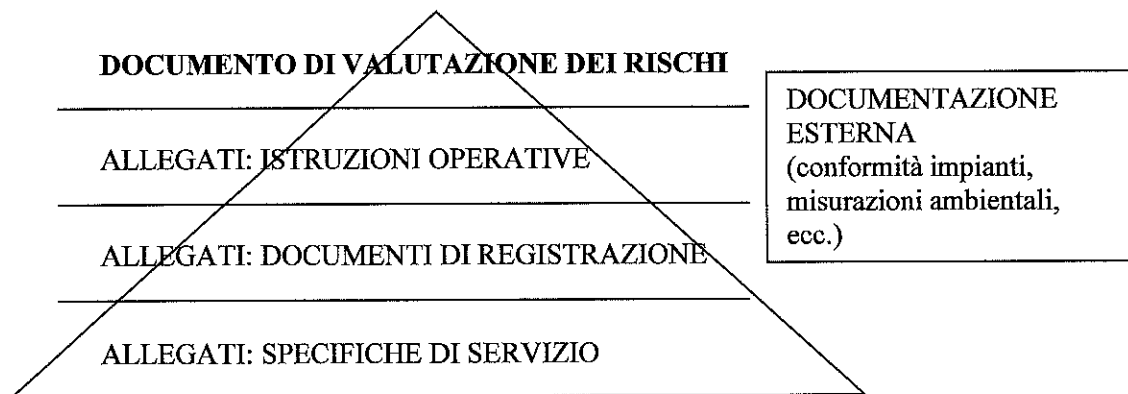 DOCUMENTO DI VALUTAZIONE DEI RISCHI
ALLEGATI: ISTRUZIONI OPERATIVE
ALLEGATI: DOCUMENTI DI REGISTRAZIONE
ALLEGATI: SPECIFICHE DI SERVIZIO
DOCUMENTAZIONE
ESTERNA
(conformità impianti,
misurazioni ambientali,
ecc.)